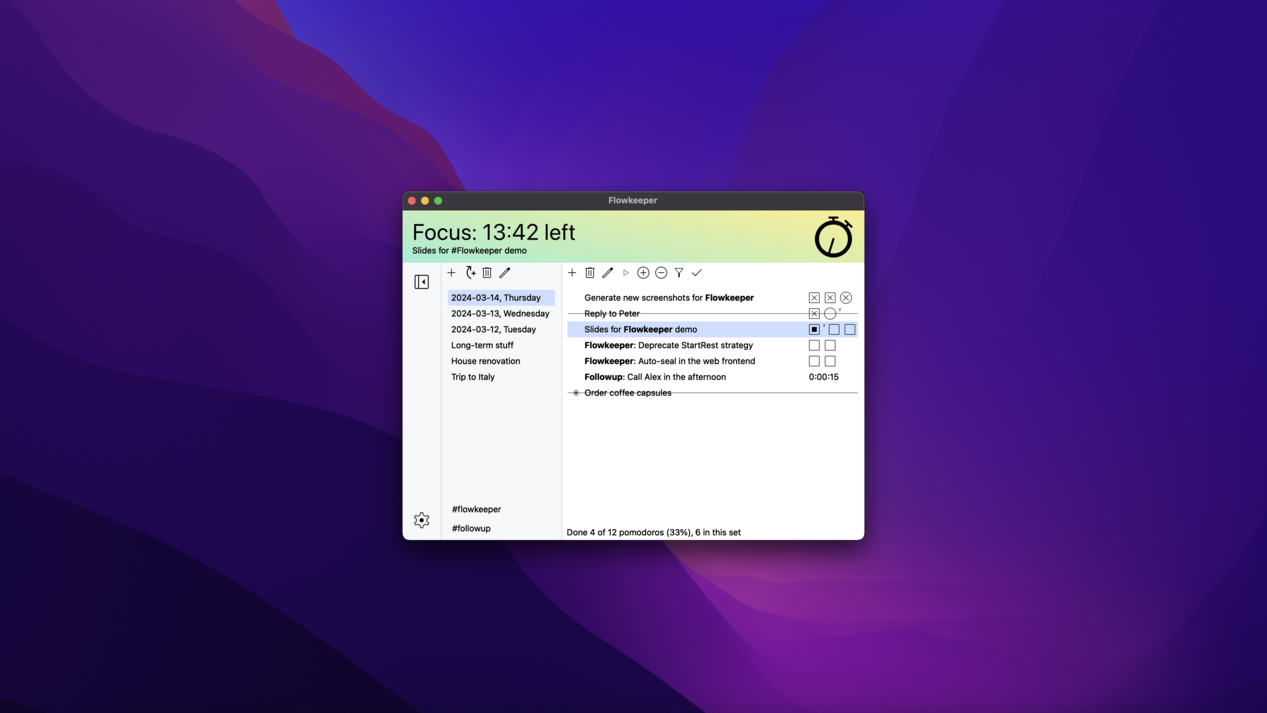 Flowkeeper
Focus: 13:42 left
Slides for #Flowkeeper demo
2024-03-14, Thursday
2024-03-13, Wednesday
2024-03-12, Tuesday
Long-term stuff
House renovation
Trip to Italy
#flowkeeper
#followup
Generate new screenshots for Flowkeeper
Reply to Peter '
Slides for Flowkeeper demo '
Flowkeeper: Deprecate StartRest strategy
Flowkeeper: Auto-seal in the web frontend
Followup: Call Alex in the afternoon 0:00:15
Order coffee capsules
Done 4 of 12 pomodoros (33%), 6 in this set